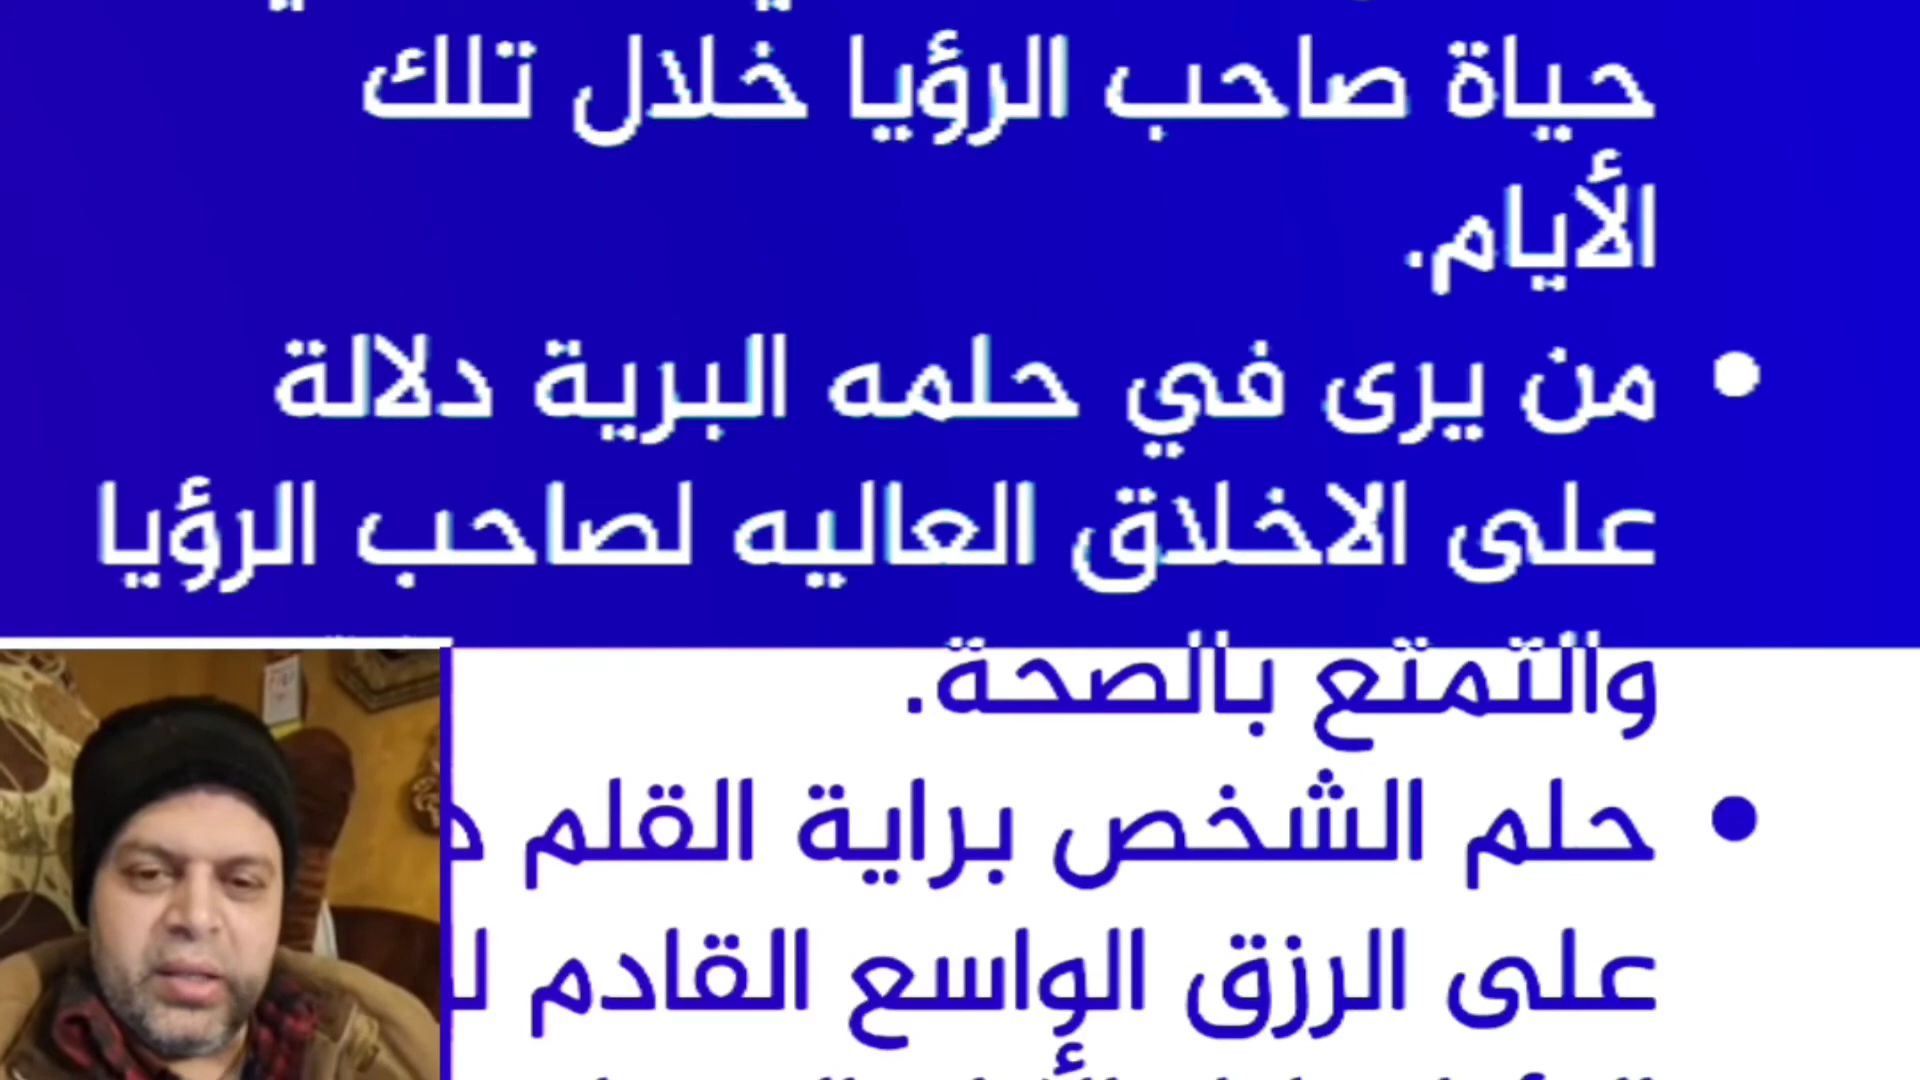 حياة صاحب الرؤيا خلال تلك
الأيام.
• من يرى في حلمه البرية دلالة
على الاخلاق العاليه لصاحب الرؤيا
والتمتع بالصحة.
• حلم الشخص براية القلم
على الرزق الواسع القادم